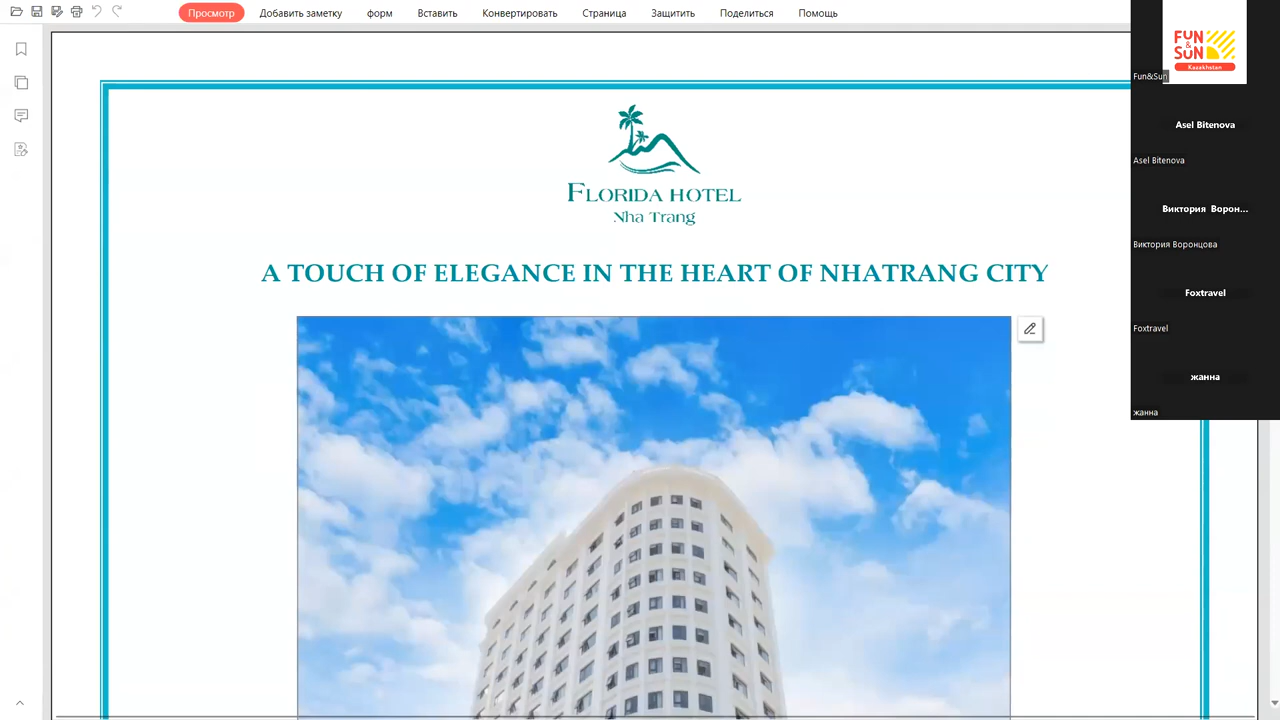 Просмотр Добавить заметку форм Вставить Конвертировать Страница Защитить Поделиться Помощь
FUN
&
SUN
Kazakhstan
Fun&Sun
Asel Bitenova
Asel Bitenova
Виктория Ворон...
Виктория Воронцова
Foxtravel
Foxtravel
жанна
жанна
FLORIDA HOTEL
Nha Trang
A TOUCH OF ELEGANCE IN THE HEART OF NHATRANG CITY